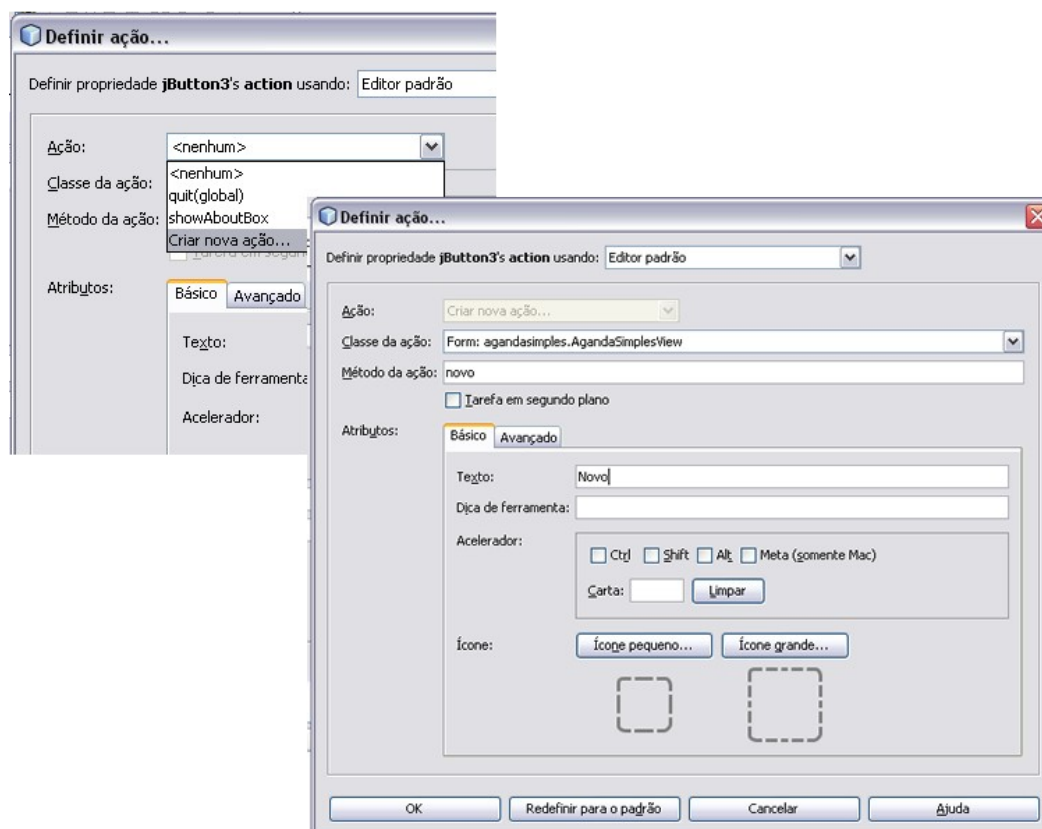 Definir ação...
Definir propriedade jButton3's action usando: Editor padrão
Ação: <nenhum>
<nenhum>
Classe da ação:
quit(global)
Método da ação: showAboutBox
Criar nova ação...
Tarefa em segun
Atributos: Básico Avançado
Texto:
Dica de ferramenta
Acelerador:
Definir ação...
Definir propriedade jButton3's action usando: Editor padrão
Ação: Criar nova ação...
Classe da ação: Form: agandasimples.AgandaSimplesView
Método da ação: novo
Tarefa em segundo plano
Atributos: Básico Avançado
Texto: Novo
Dica de ferramenta:
Acelerador:
Ctrl Shift Alt Meta (somente Mac)
Carta: Limpar
Ícone: Ícone pequeno... Ícone grande...
OK Redefinir para o padrão Cancelar Ajuda